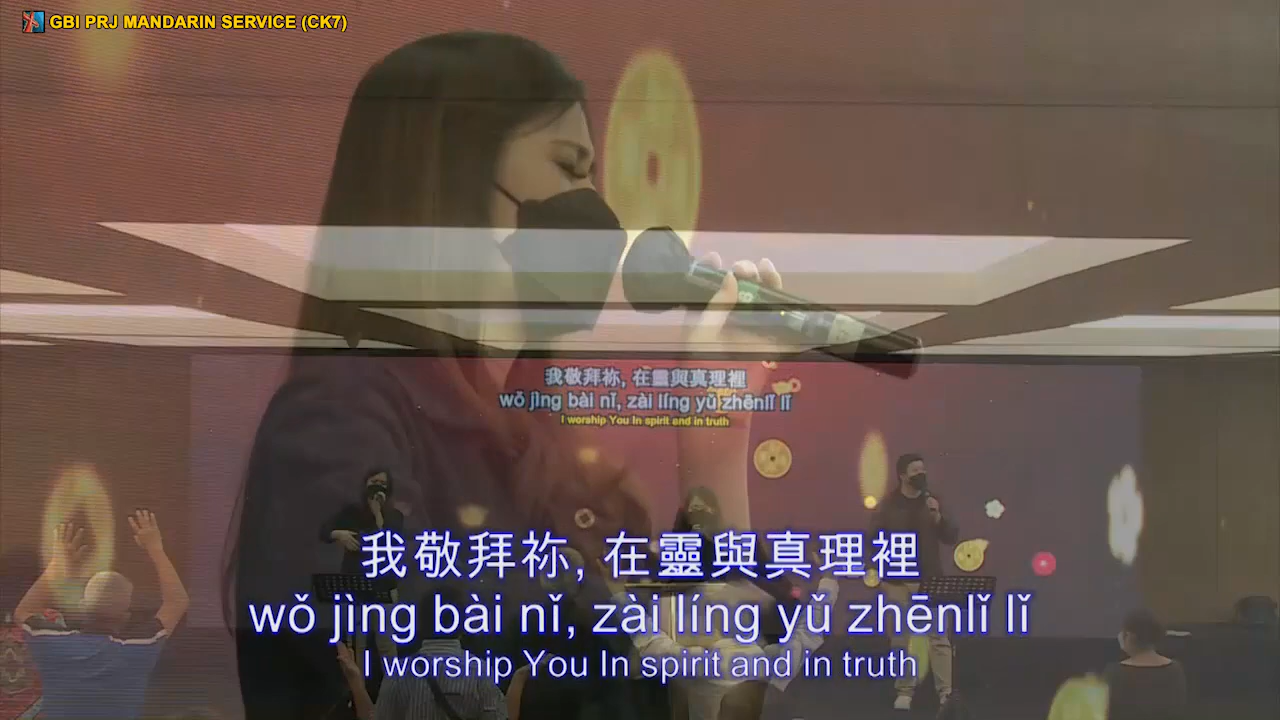 GBI PRJ MANDARIN SERVICE (CK7)
我敬拜祢, 在靈與真理裡
wǒ jìng bài nǐ, zài líng yǔ zhēnlǐ lǐ
I worship You In spirit and in truth
我敬拜祢, 在靈與真理裡
wǒ jìng bài nǐ, zài líng yǔ zhēnlǐ lǐ
I worship You In spirit and in truth